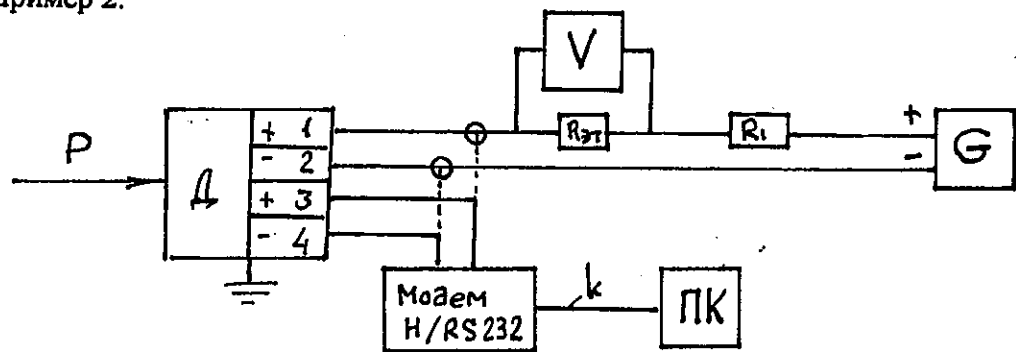 Пример 2.
V
P
Д
+ 1
- 2
+ 3
- 4
Rэт
R1
+
-
G
Модем
H/RS232
k
ПК